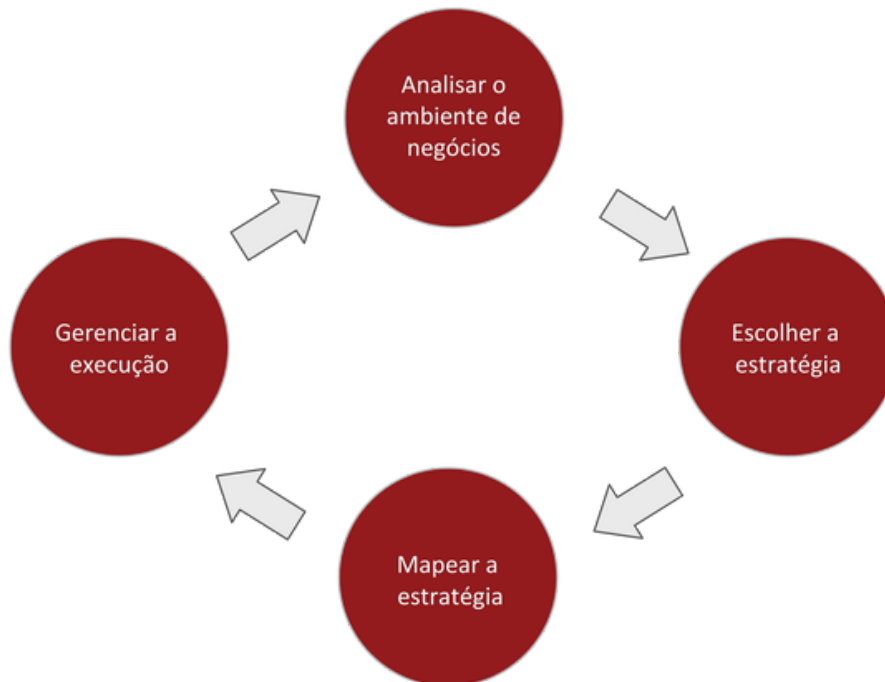 Analisar o
ambiente de
negócios
Escolher a
estratégia
Mapear a
estratégia
Gerenciar a
execução